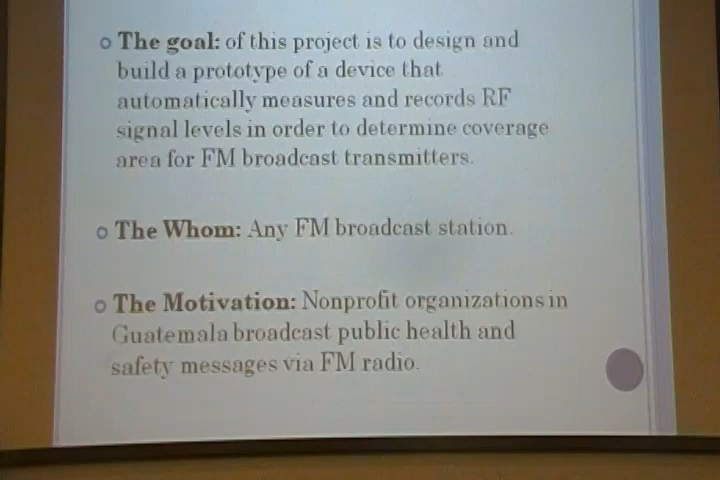 The goal: of this project is to design and
build a prototype of a device that
automatically measures and records RF
signal levels in order to determine coverage
area for FM broadcast transmitters.
The Whom: Any FM broadcast station.
The Motivation: Nonprofit organizations in
Guatemala broadcast public health and
safety messages via FM radio.